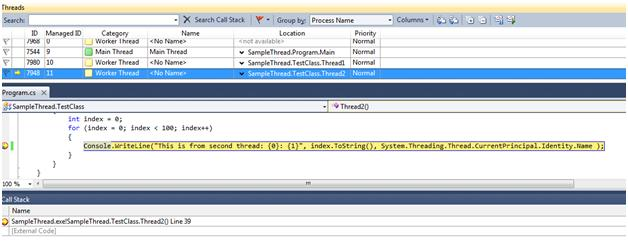 Threads
Search: Search Call Stack Group by: Process Name Columns
ID Managed ID Category Name Location Priority
7968 0 Worker Thread <No Name> <not available> Normal
7544 9 Main Thread Main Thread SampleThread.Program.Main Normal
7980 10 Worker Thread <No Name> SampleThread.TestClass.Thread1 Normal
7948 11 Worker Thread <No Name> SampleThread.TestClass.Thread2 Normal
Program.cs
SampleThread.TestClass Thread2()
{
int index = 0;
for (index = 0; index < 100; index++)
{
Console.WriteLine("This is from second thread: {0}: {1}", index.ToString(), System.Threading.Thread.CurrentPrincipal.Identity.Name );
}
}
}
100 %
Call Stack
Name
SampleThread.exe!SampleThread.TestClass.Thread2() Line 39
[External Code]